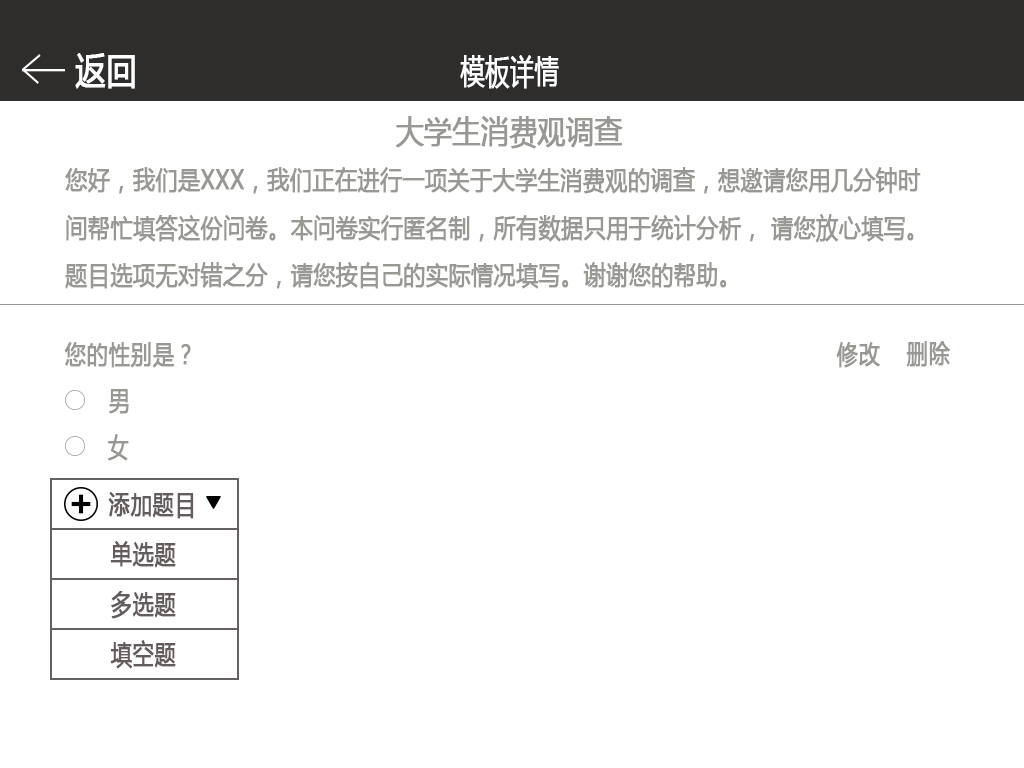 返回
模板详情
大学生消费观调查
您好，我们是XXX，我们正在进行一项关于大学生消费观的调查，想邀请您用几分钟时
间帮忙填答这份问卷。本问卷实行匿名制，所有数据只用于统计分析， 请您放心填写。
题目选项无对错之分，请您按自己的实际情况填写。谢谢您的帮助。
您的性别是？ 修改 删除
男
女
添加题目
单选题
多选题
填空题